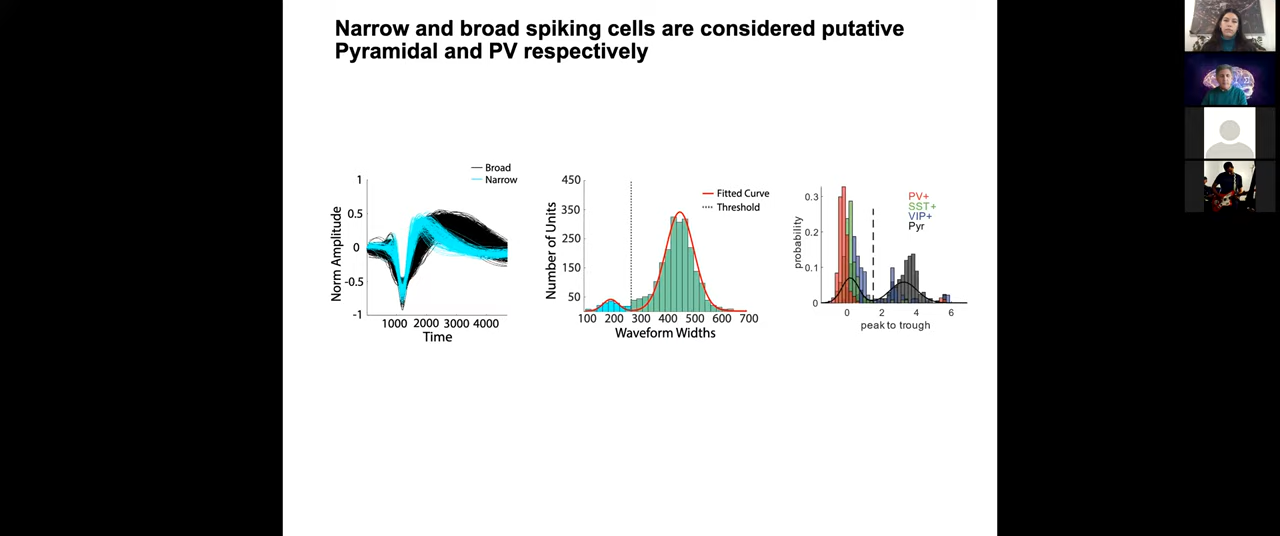 Narrow and broad spiking cells are considered putative
Pyramidal and PV respectively
Broad
Narrow
Norm Amplitude
1
0.5
0
-0.5
-1
1000 2000 3000 4000
Time
Number of Units
450
350
250
150
50
Fitted Curve
Threshold
100 200 300 400 500 600 700
Waveform Widths
probability
0.3
0.2
0.1
0
PV+
SST+
VIP+
Pyr
0 2 4 6
peak to trough